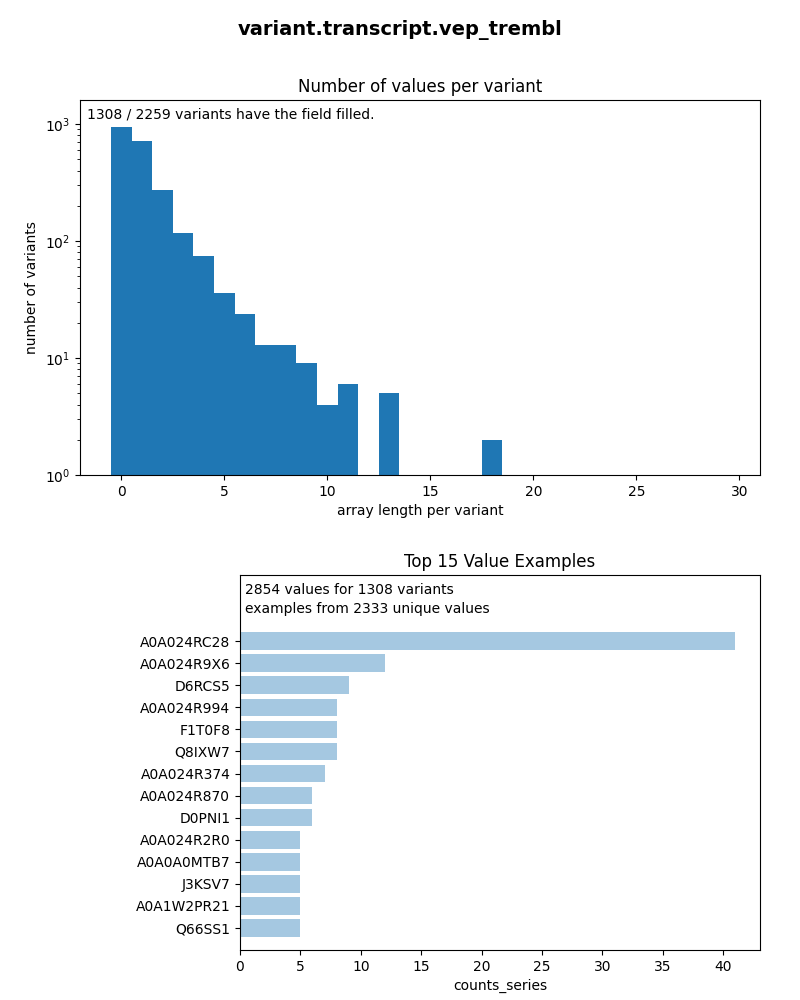 variant.transcript.vep_trembl
Number of values per variant
1308 / 2259 variants have the field filled.
number of variants
10³
10²
10¹
10⁰
0 5 10 15 20 25 30
array length per variant
Top 15 Value Examples
2854 values for 1308 variants
examples from 2333 unique values
A0A024RC28
A0A024R9X6
D6RCS5
A0A024R994
F1T0F8
Q8IXW7
A0A024R374
A0A024R870
D0PNI1
A0A024R2R0
A0A0A0MTB7
J3KSV7
A0A1W2PR21
Q66SS1
0 5 10 15 20 25 30 35 40
counts_series